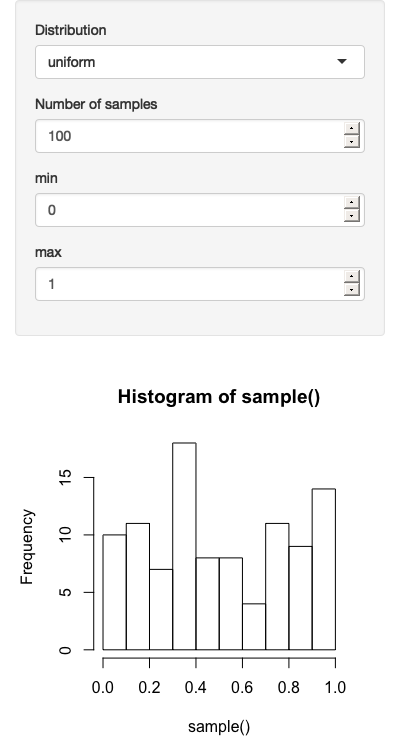 Distribution
uniform
Number of samples
100
min
0
max
1
Histogram of sample()
Frequency
15
10
5
0
0.0 0.2 0.4 0.6 0.8 1.0
sample()